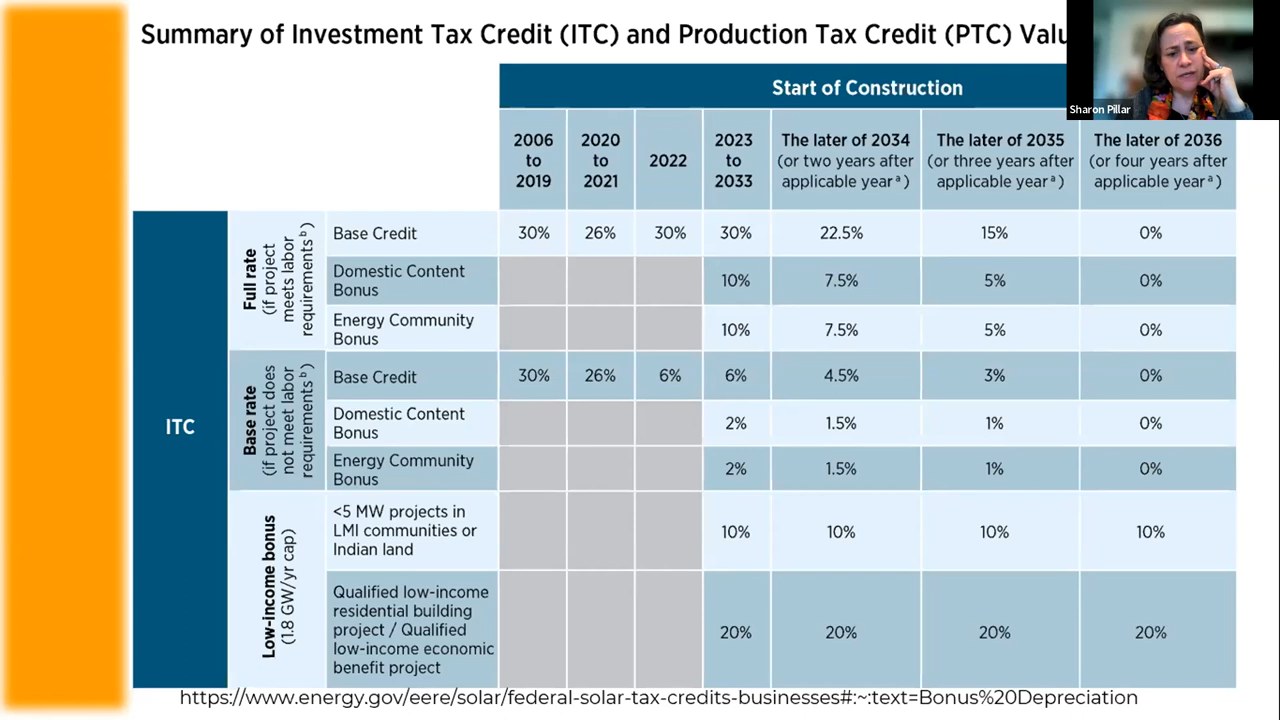 Summary of Investment Tax Credit (ITC) and Production Tax Credit (PTC)
Sharon Pillar
Start of Construction
2006
to
2019
2020
to
2021
2022
2023
to
2033
The later of 2034
(or two years after
applicable year ᵃ)
The later of 2035
(or three years after
applicable year ᵃ)
The later of 2036
(or four years after
applicable year ᵃ)
ITC
Full rate
(if project
meets labor
requirements ᵇ)
Base Credit
30%
26%
30%
30%
22.5%
15%
0%
Domestic Content
Bonus
10%
7.5%
5%
0%
Energy Community
Bonus
10%
7.5%
5%
0%
Base rate
(if project does
not meet labor
requirements ᵇ)
Base Credit
30%
26%
6%
6%
4.5%
3%
0%
Domestic Content
Bonus
2%
1.5%
1%
0%
Energy Community
Bonus
2%
1.5%
1%
0%
Low-income bonus
(1.8 GW/yr cap)
<5 MW projects in
LMI communities or
Indian land
10%
10%
10%
10%
Qualified low-income
residential building
project / Qualified
low-income economic
benefit project
20%
20%
20%
20%
https://www.energy.gov/eere/solar/federal-solar-tax-credits-businesses#:~:text=Bonus%20Depreciation